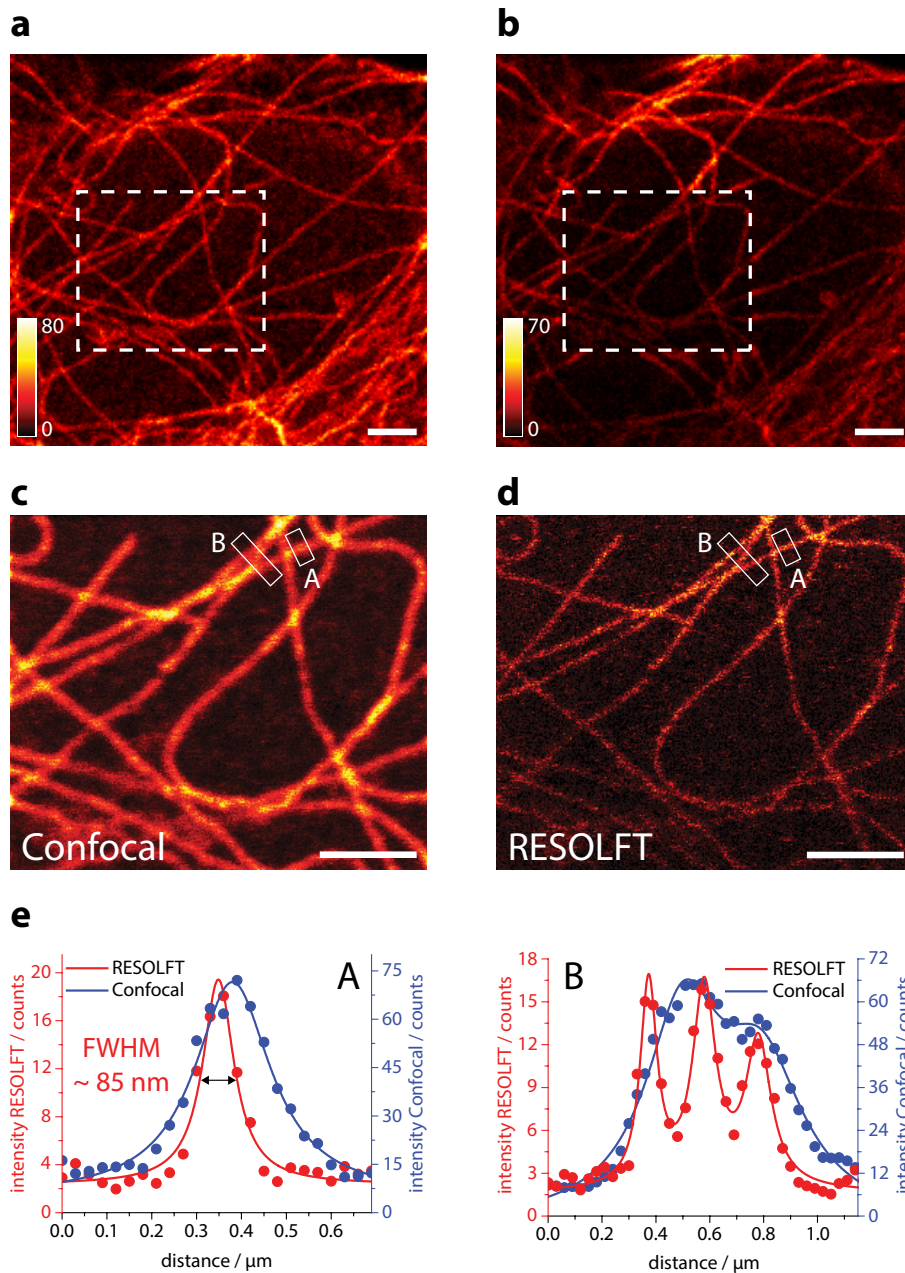 a
b
80
0
70
0
c
d
B
A
Confocal
B
A
RESOLFT
e
RESOLFT
Confocal
A
FWHM
~ 85 nm
intensity RESOLFT / counts
20
16
12
8
4
0
intensity Confocal / counts
75
60
45
30
15
0
0.0 0.1 0.2 0.3 0.4 0.5 0.6
distance / µm
B
RESOLFT
Confocal
intensity RESOLFT / counts
18
15
12
9
6
3
0
intensity Confocal / counts
72
60
48
36
24
12
0
0.0 0.2 0.4 0.6 0.8 1.0
distance / µm